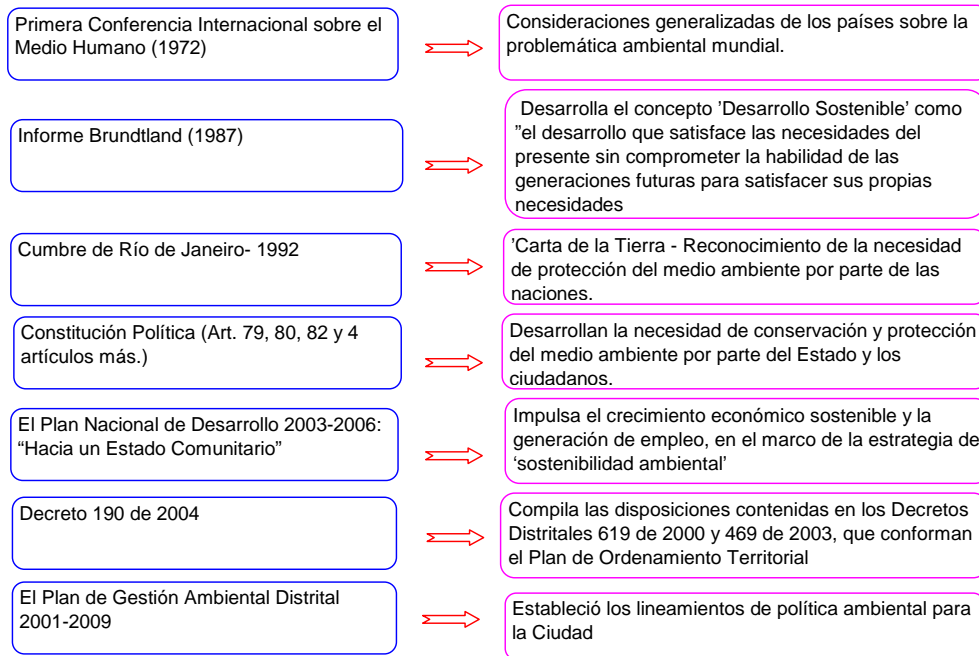 Primera Conferencia Internacional sobre el
Medio Humano (1972)
Consideraciones generalizadas de los países sobre la
problemática ambiental mundial.
Informe Brundtland (1987)
Desarrolla el concepto ’Desarrollo Sostenible’ como
”el desarrollo que satisface las necesidades del
presente sin comprometer la habilidad de las
generaciones futuras para satisfacer sus propias
necesidades
Cumbre de Río de Janeiro- 1992
’Carta de la Tierra - Reconocimiento de la necesidad
de protección del medio ambiente por parte de las
naciones.
Constitución Política (Art. 79, 80, 82 y 4
artículos más.)
Desarrollan la necesidad de conservación y protección
del medio ambiente por parte del Estado y los
ciudadanos.
El Plan Nacional de Desarrollo 2003-2006:
“Hacia un Estado Comunitario”
Impulsa el crecimiento económico sostenible y la
generación de empleo, en el marco de la estrategia de
‘sostenibilidad ambiental’
Decreto 190 de 2004
Compila las disposiciones contenidas en los Decretos
Distritales 619 de 2000 y 469 de 2003, que conforman
el Plan de Ordenamiento Territorial
El Plan de Gestión Ambiental Distrital
2001-2009
Estableció los lineamientos de política ambiental para
la Ciudad